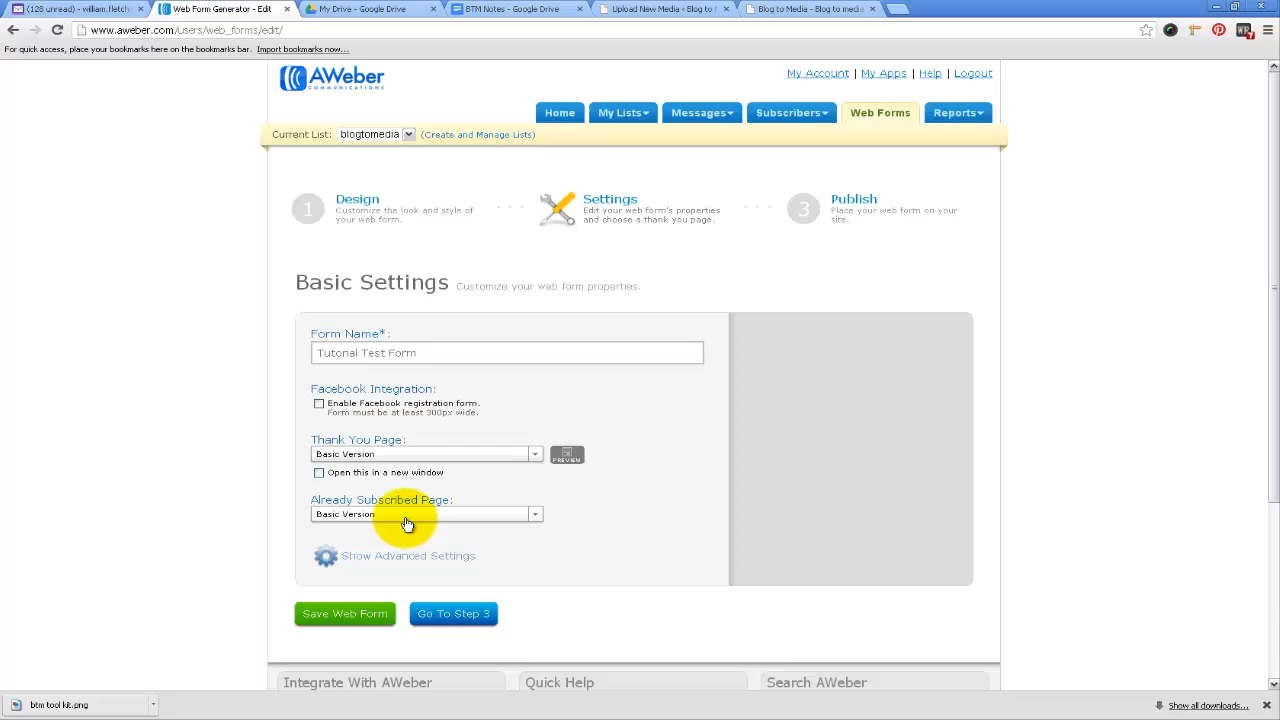 (128 unread) - william.fletch
Web Form Generator - Edit
My Drive - Google Drive
BTM Notes - Google Drive
Upload New Media ‹ Blog to
Blog to Media - Blog to media
www.aweber.com/users/web_forms/edit/
For quick access, place your bookmarks here on the bookmarks bar. Import bookmarks now...
AWeber
COMMUNICATIONS
My Account | My Apps | Help | Logout
Home My Lists Messages Subscribers Web Forms Reports
Current List: blogtomedia (Create and Manage Lists)
1 Design
Customize the look and style of
your web form.
Settings
Edit your web form's properties
and choose a thank you page.
3 Publish
Place your web form on your
site.
Basic Settings Customize your web form properties.
Form Name*:
Tutorial Test Form
Facebook Integration:
Enable Facebook registration form.
Form must be at least 300px wide.
Thank You Page:
Basic Version
PREVIEW
Open this in a new window
Already Subscribed Page:
Basic Version
Show Advanced Settings
Save Web Form Go To Step 3
Integrate With AWeber Quick Help Search AWeber
btm tool kit.png Show all downloads...